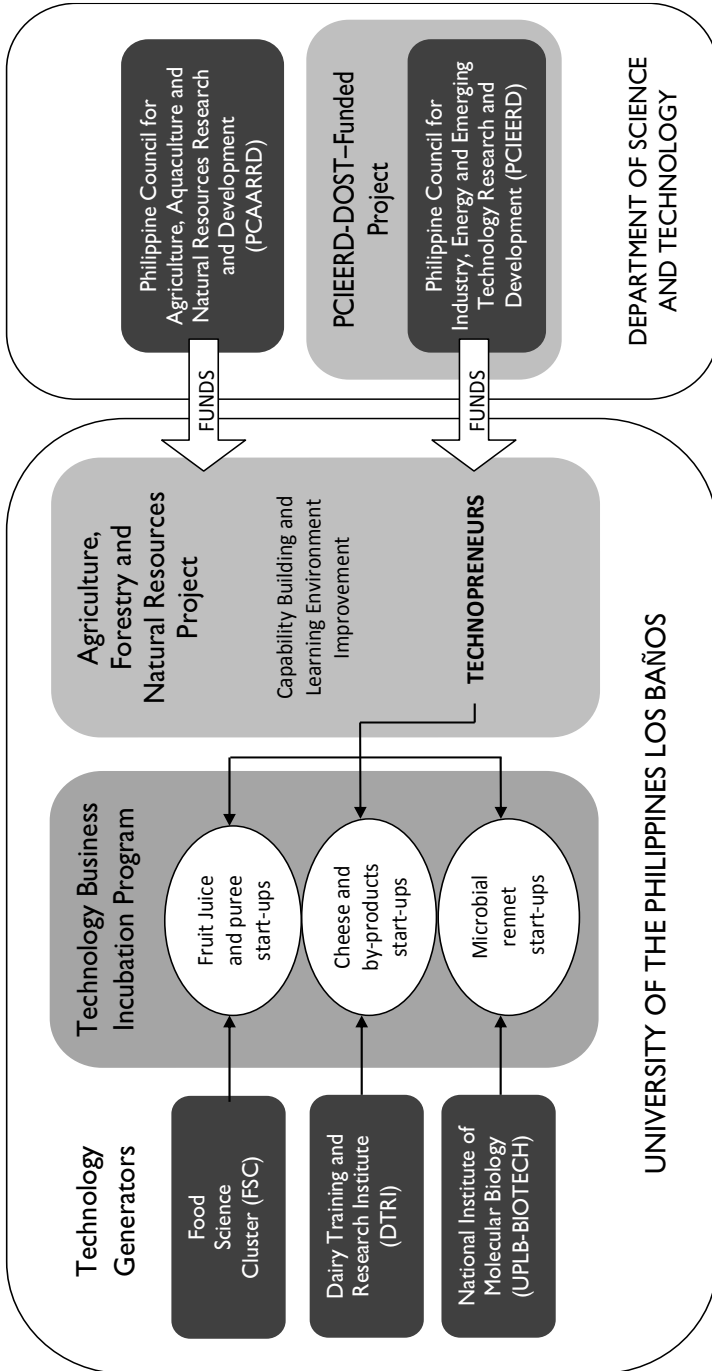 Technology
Generators
Food
Science
Cluster (FSC)
Dairy Training and
Research Institute
(DTRI)
National Institute of
Molecular Biology
(UPLB-BIOTECH)
Technology Business
Incubation Program
Fruit Juice
and puree
start-ups
Cheese and
by-products
start-ups
Microbial
rennet
start-ups
Agriculture,
Forestry and
Natural Resources
Project
Capability Building and
Learning Environment
Improvement
TECHNOPRENEURS
UNIVERSITY OF THE PHILIPPINES LOS BAÑOS
FUNDS
FUNDS
Philippine Council for
Agriculture, Aquaculture and
Natural Resources Research
and Development
(PCAARRD)
PCIEERD-DOST–Funded
Project
Philippine Council for
Industry, Energy and Emerging
Technology Research and
Development (PCIEERD)
DEPARTMENT OF SCIENCE
AND TECHNOLOGY